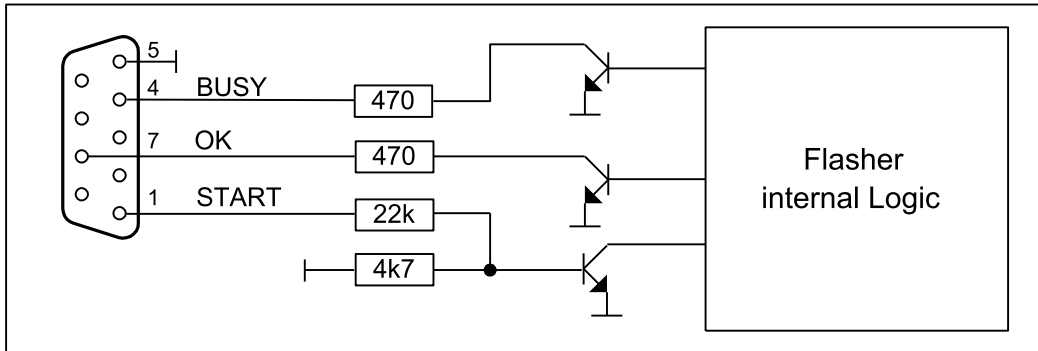 5
4 BUSY 470
7 OK 470
1 START 22k
4k7
Flasher
internal Logic